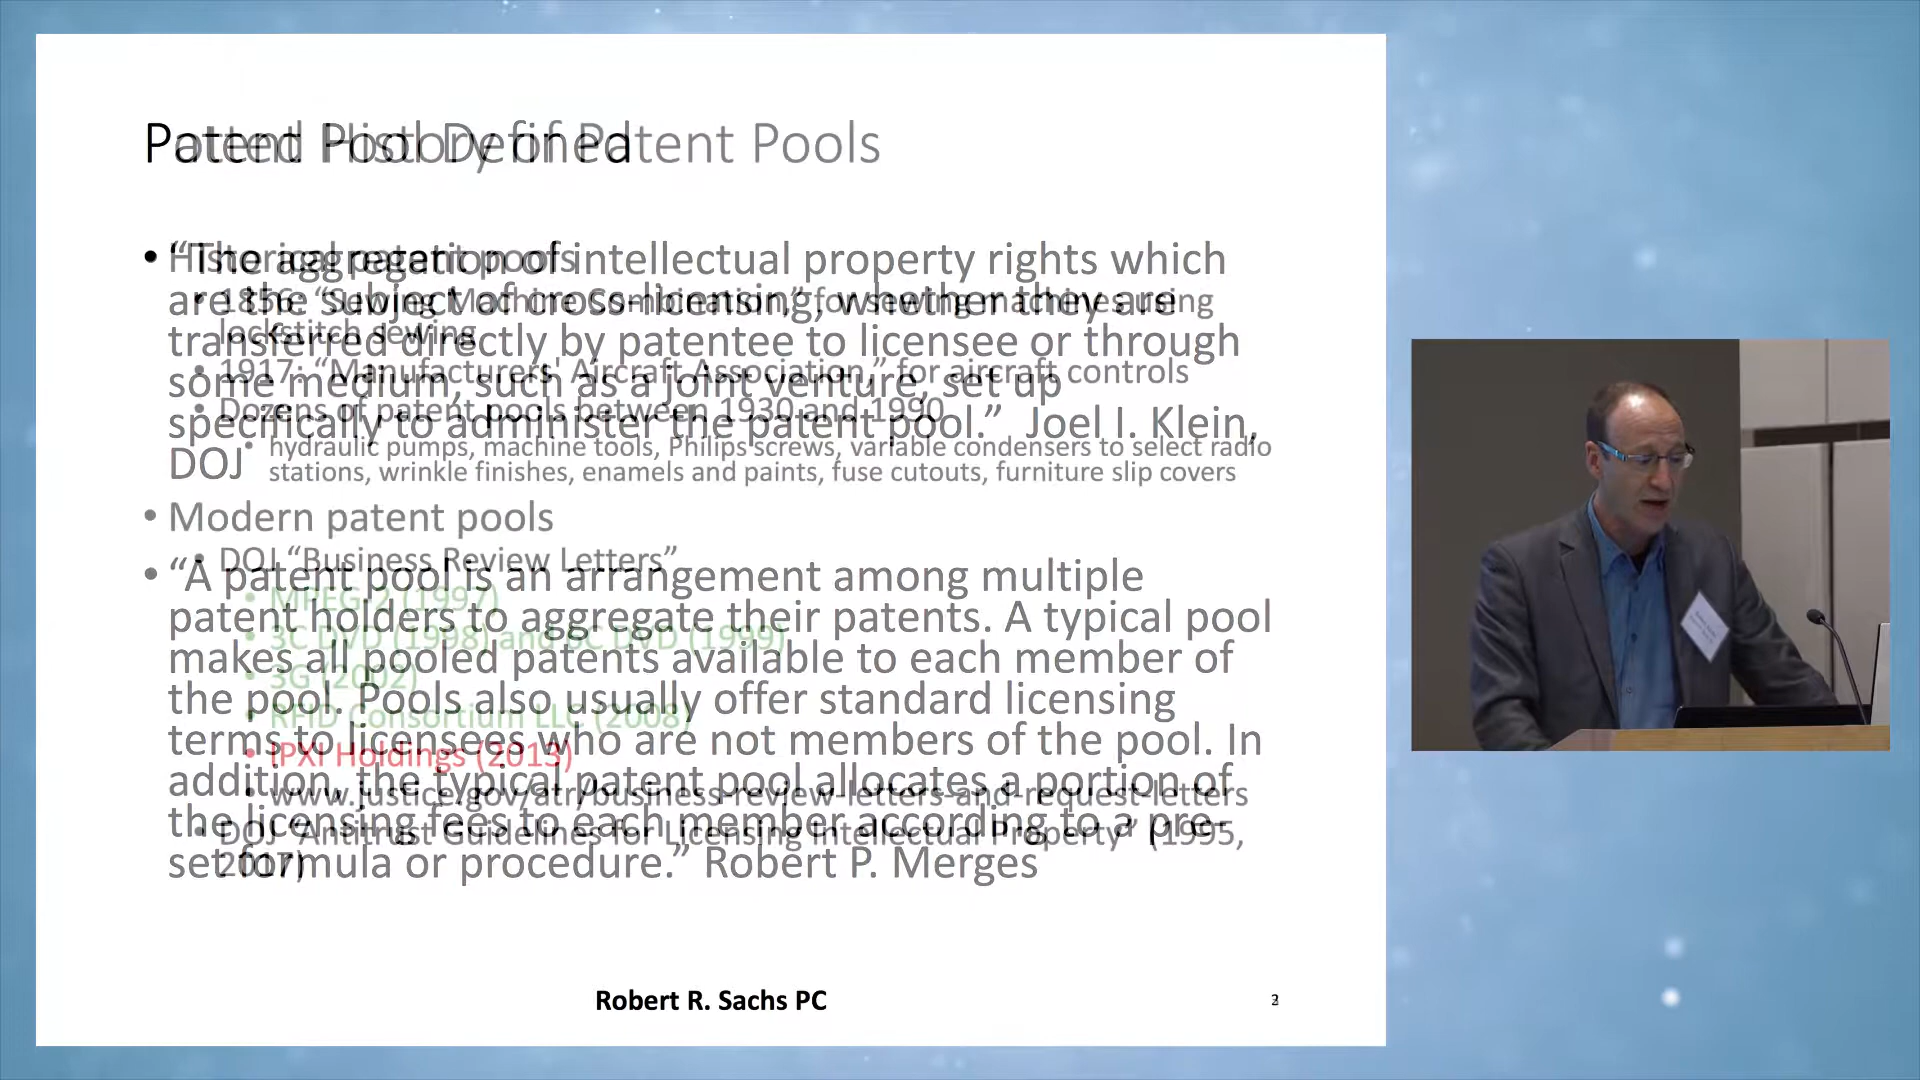 Patent Pool Defined
• “The aggregation of intellectual property rights which
are the subject of cross-licensing, whether they are
transferred directly by patentee to licensee or through
some medium, such as a joint venture, set up
specifically to administer the patent pool.”  Joel I. Klein,
DOJ
• “A patent pool is an arrangement among multiple
patent holders to aggregate their patents. A typical pool
makes all pooled patents available to each member of
the pool. Pools also usually offer standard licensing
terms to licensees who are not members of the pool. In
addition, the typical patent pool allocates a portion of
the licensing fees to each member according to a pre-
set formula or procedure.” Robert P. Merges
History of Patent Pools
• Historical patent pools
• 1856: “Sewing Machine Combination,” for sewing machines using
lockstitch sewing
• 1917: “Manufacturers' Aircraft Association,” for aircraft controls
• Dozens of patent pools between 1930 and 1990
• hydraulic pumps, machine tools, Philips screws, variable condensers to select radio
stations, wrinkle finishes, enamels and paints, fuse cutouts, furniture slip covers
• Modern patent pools
• DOJ “Business Review Letters”
• MPEG-2 (1997)
• 3C DVD (1998) and 6C DVD (1999)
• 3G (2002)
• RFID Consortium LLC (2008)
• IPXI Holdings (2013)
• www.justice/gov/atr/business-review-letters-and-request-letters
• DOJ “Antitrust Guidelines for Licensing Intellectual Property” (1995,
2017)
Robert R. Sachs PC